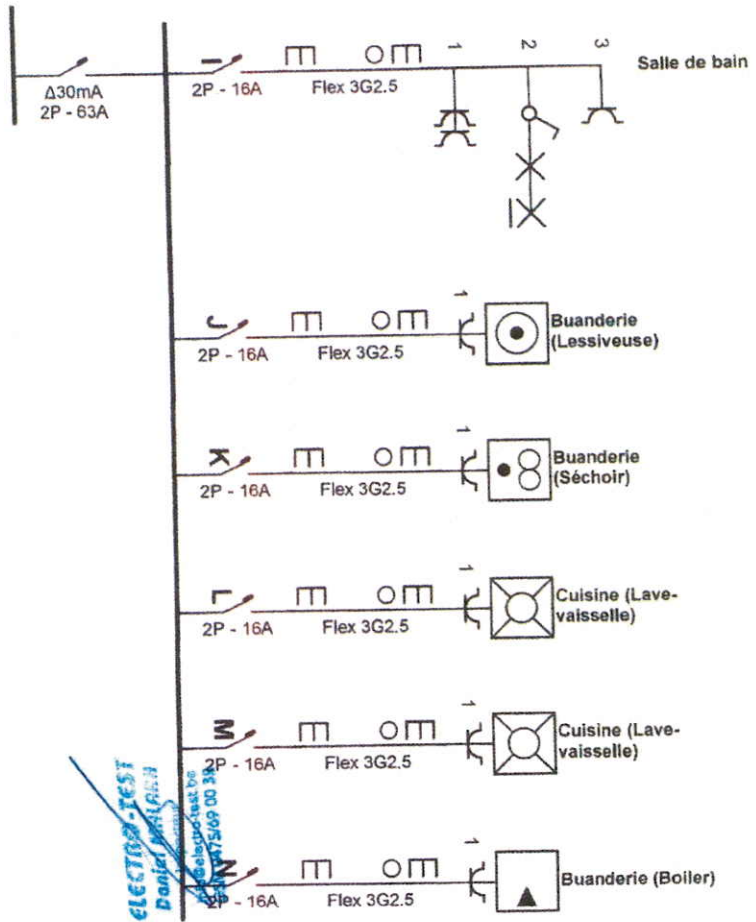 I
1
2
3
Salle de bain
Δ30mA
2P - 63A
2P - 16A
Flex 3G2.5
J
1
Buanderie
(Lessiveuse)
2P - 16A
Flex 3G2.5
K
1
Buanderie
(Séchoir)
2P - 16A
Flex 3G2.5
L
1
Cuisine (Lave-
vaisselle)
2P - 16A
Flex 3G2.5
M
1
Cuisine (Lave-
vaisselle)
2P - 16A
Flex 3G2.5
N
1
Buanderie (Boiler)
2P - 16A
Flex 3G2.5
ELECTRO-TEST
Daniel